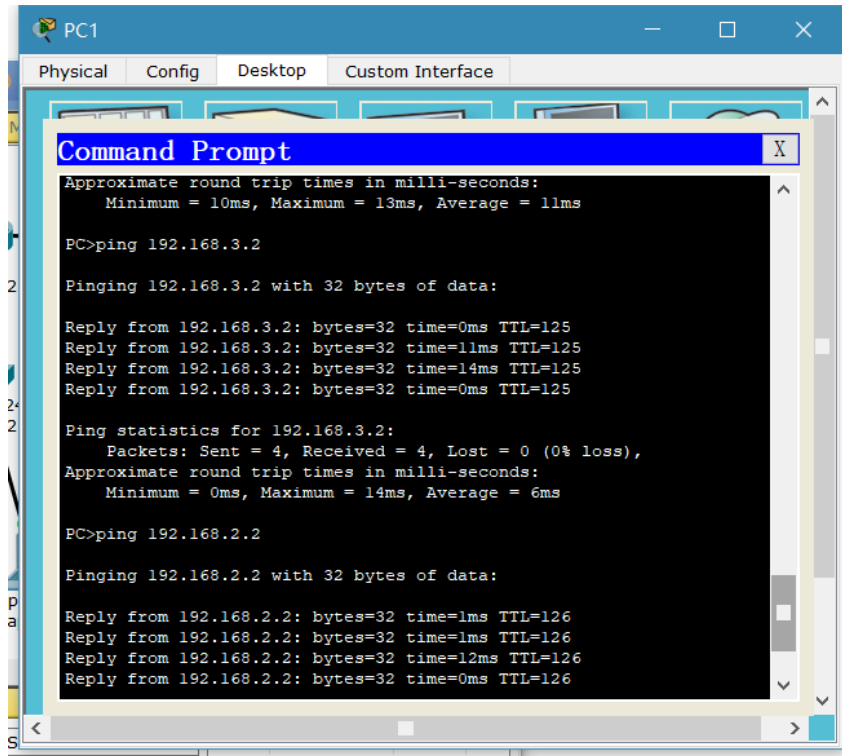 PC1
Physical Config Desktop Custom Interface
Command Prompt
X
Approximate round trip times in milli-seconds:
    Minimum = 10ms, Maximum = 13ms, Average = 11ms
PC>ping 192.168.3.2
Pinging 192.168.3.2 with 32 bytes of data:
Reply from 192.168.3.2: bytes=32 time=0ms TTL=125
Reply from 192.168.3.2: bytes=32 time=11ms TTL=125
Reply from 192.168.3.2: bytes=32 time=14ms TTL=125
Reply from 192.168.3.2: bytes=32 time=0ms TTL=125
Ping statistics for 192.168.3.2:
    Packets: Sent = 4, Received = 4, Lost = 0 (0% loss),
Approximate round trip times in milli-seconds:
    Minimum = 0ms, Maximum = 14ms, Average = 6ms
PC>ping 192.168.2.2
Pinging 192.168.2.2 with 32 bytes of data:
Reply from 192.168.2.2: bytes=32 time=1ms TTL=126
Reply from 192.168.2.2: bytes=32 time=1ms TTL=126
Reply from 192.168.2.2: bytes=32 time=12ms TTL=126
Reply from 192.168.2.2: bytes=32 time=0ms TTL=126